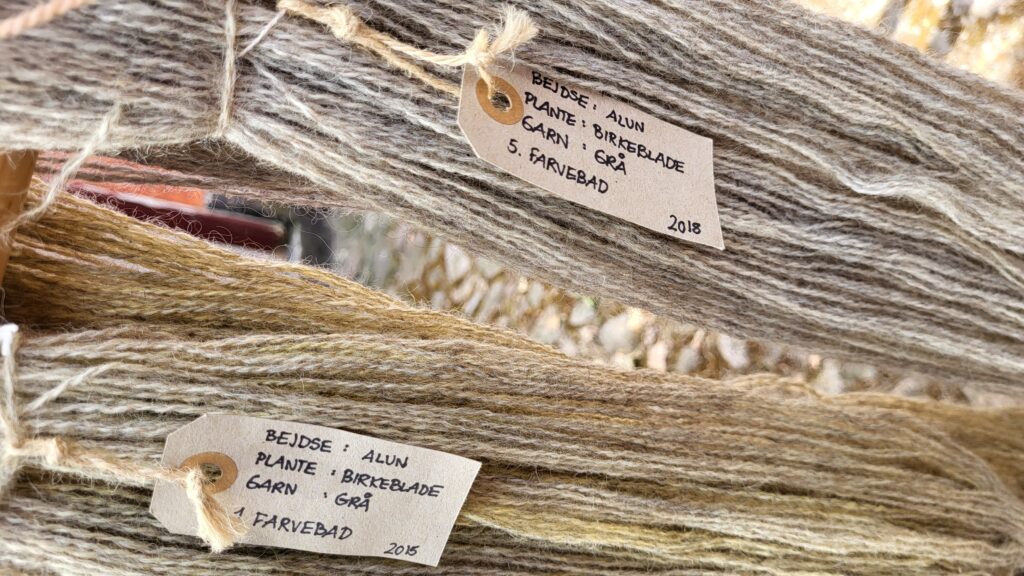 BEJDSE : ALUN
PLANTE : BIRKEBLADE
GARN : GRÅ
5. FARVEBAD
2018
BEJDSE : ALUN
PLANTE : BIRKEBLADE
GARN : GRÅ
1. FARVEBAD
2015